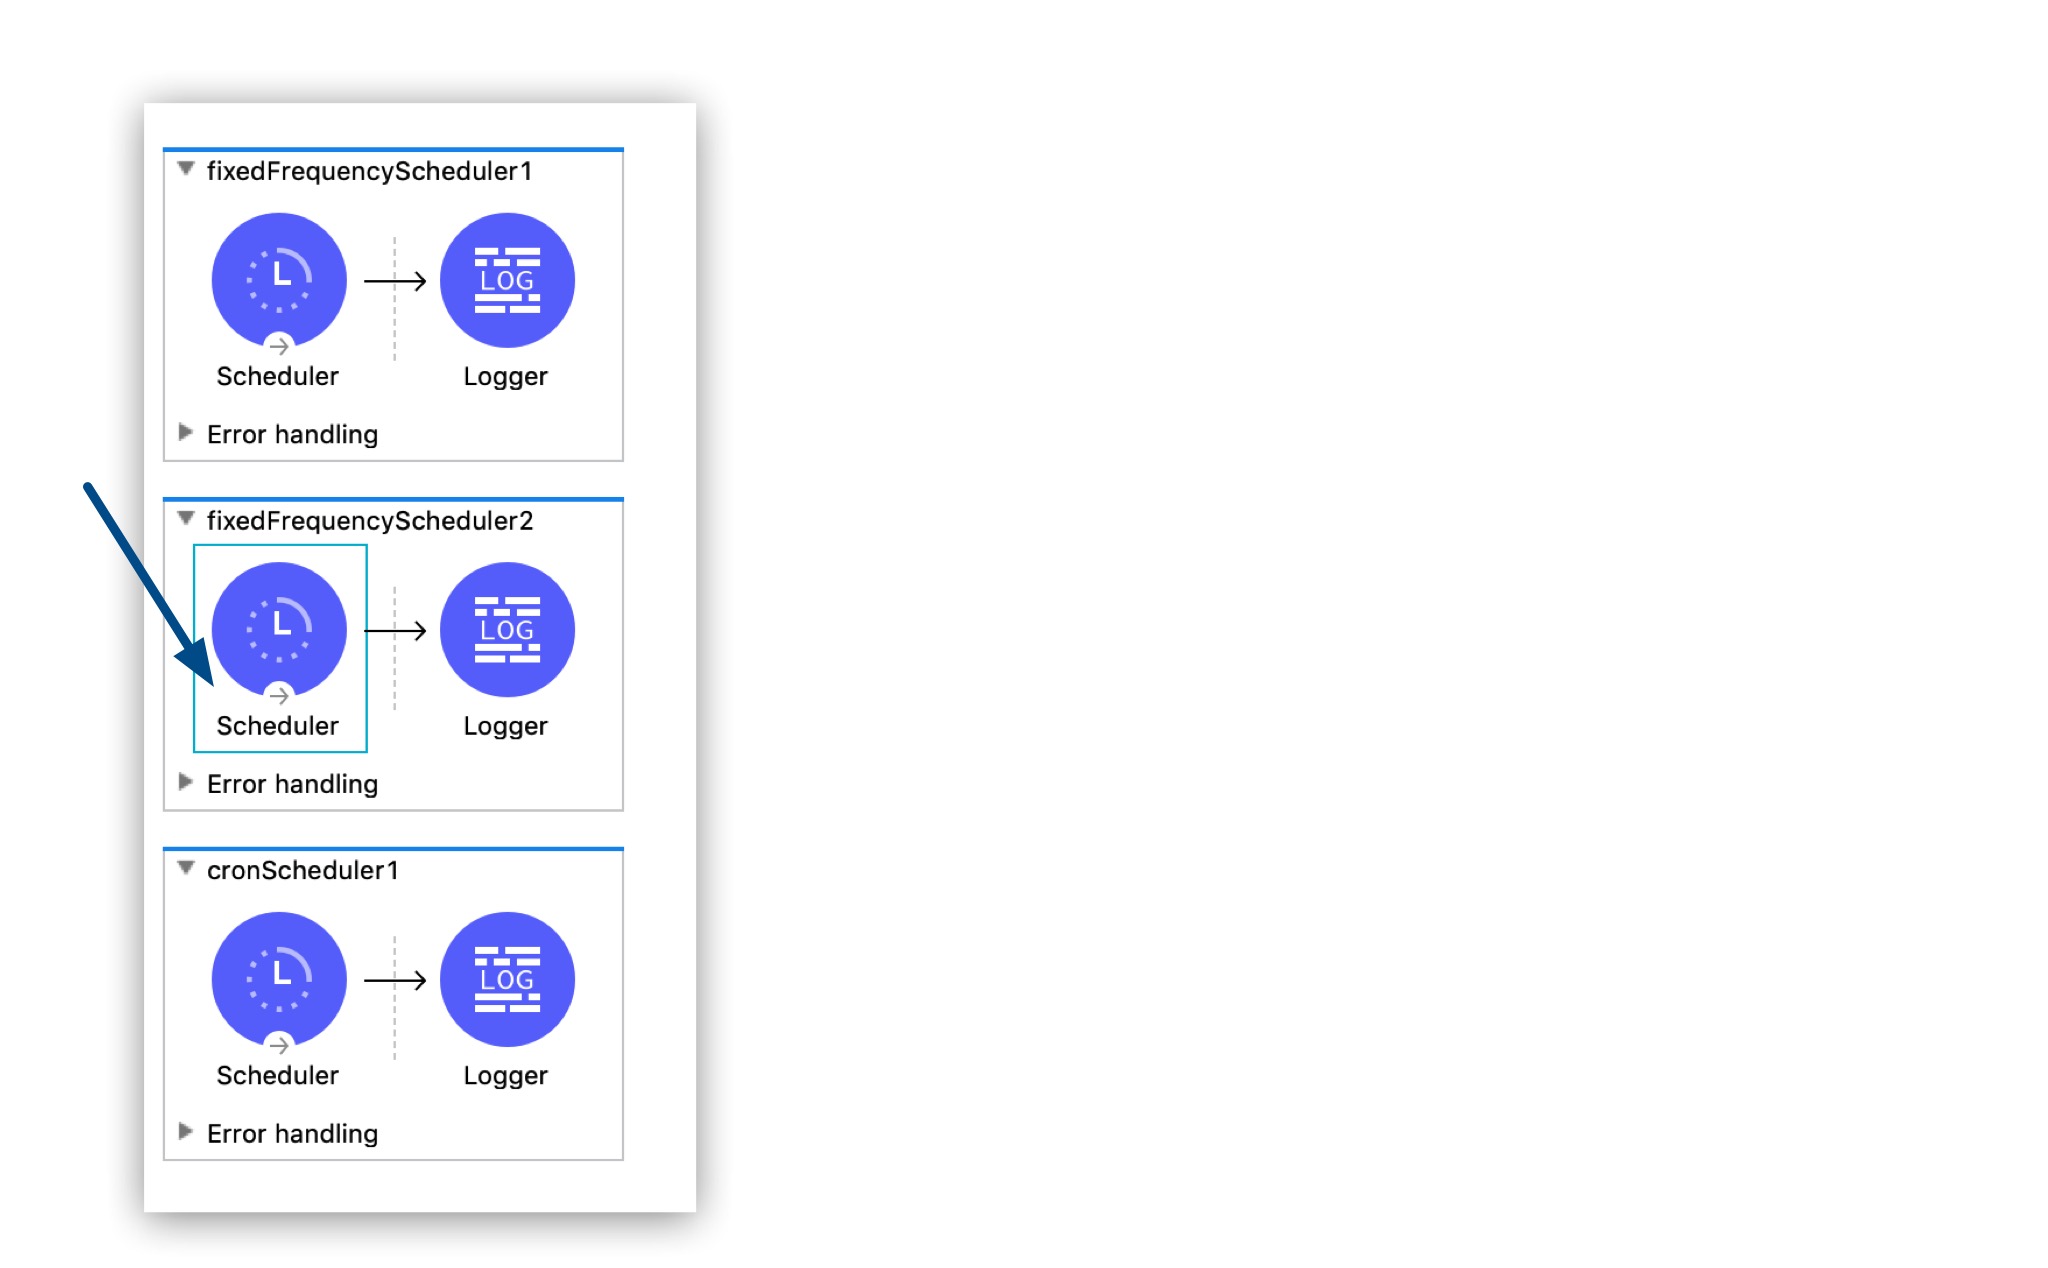 fixedFrequencyScheduler1
LOG
Scheduler Logger
Error handling
fixedFrequencyScheduler2
LOG
Scheduler Logger
Error handling
cronScheduler1
LOG
Scheduler Logger
Error handling